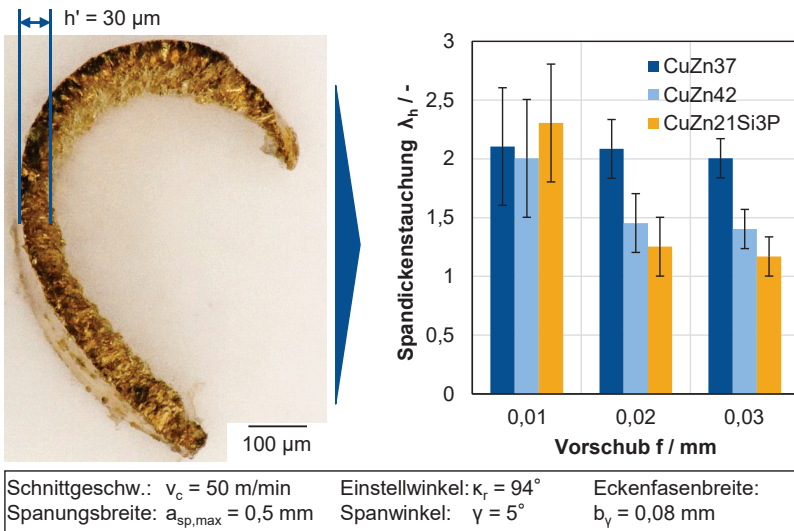 h' = 30 µm
100 µm
Spandickenstauchung λh / -
3
2,5
2
1,5
1
0,5
0
CuZn37
CuZn42
CuZn21Si3P
0,01 0,02 0,03
Vorschub f / mm
Schnittgeschw.: vc = 50 m/min Einstellwinkel: κr = 94° Eckenfasenbreite:
Spanungsbreite: asp,max = 0,5 mm Spanwinkel: γ = 5° bγ = 0,08 mm